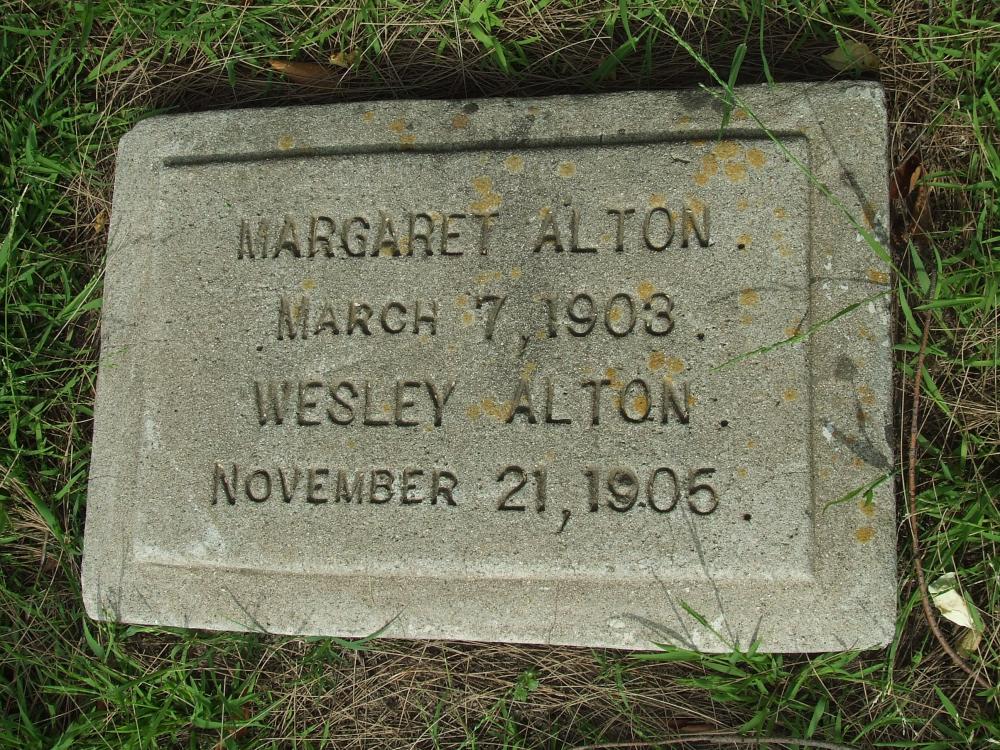 MARGARET ALTON.
MARCH 7, 1903.
WESLEY ALTON.
NOVEMBER 21, 1905.